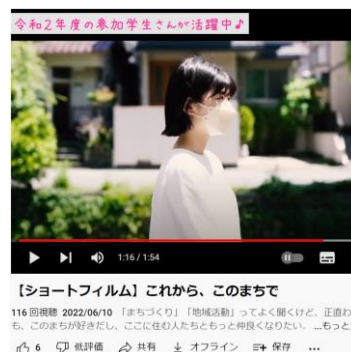 令和2年度の参加学生さんが活躍中♪
1:16 / 1:54
【ショートフィルム】これから、このまちで
116 回視聴 2022/06/10 「まちづくり」「地域活動」ってよく聞くけど、正直わ
も、このまちが好きだし、ここに住む人たちともっと仲良くなりたい。 ...もっと
6 低評価 共有 オフライン 保存 ...